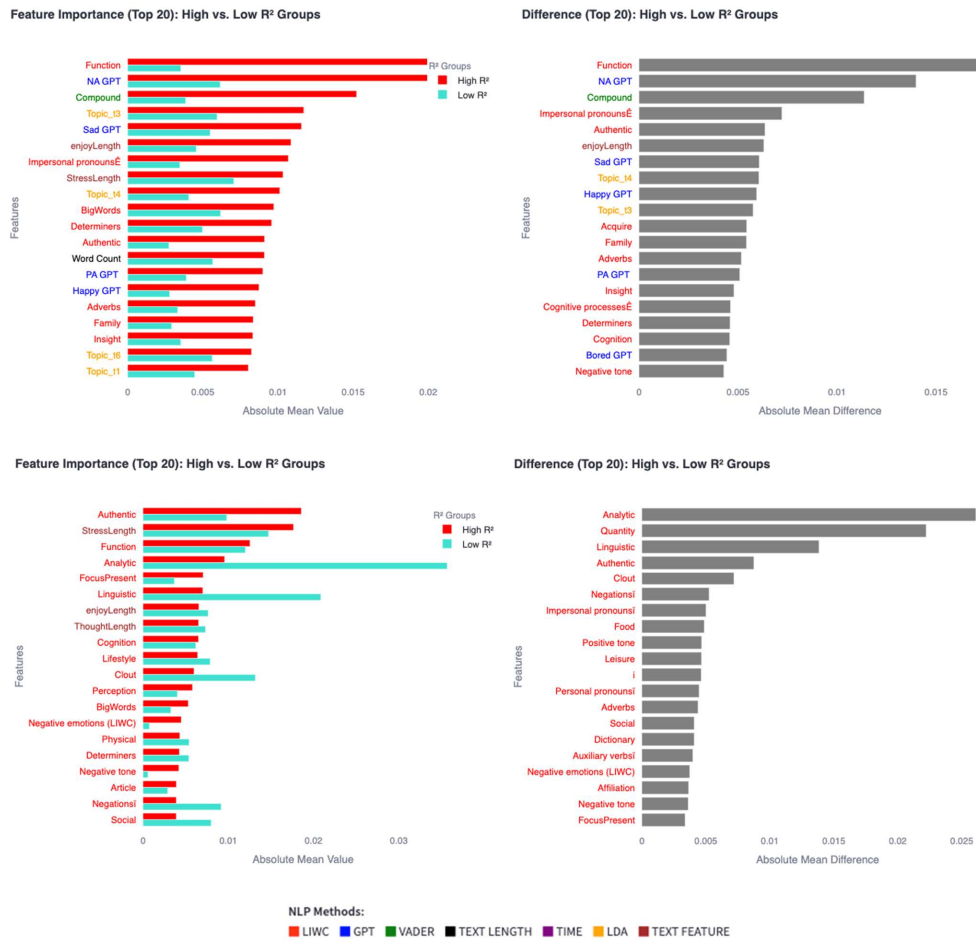 Feature Importance (Top 20): High vs. Low R² Groups
Features
Function
NA GPT
Compound
Topic_t3
Sad GPT
enjoyLength
Impersonal pronounsÊ
StressLength
Topic_t4
BigWords
Determiners
Authentic
Word Count
PA GPT
Happy GPT
Adverbs
Family
Insight
Topic_t6
Topic_t1
0 0.005 0.01 0.015 0.02
Absolute Mean Value
R² Groups
High R²
Low R²
Difference (Top 20): High vs. Low R² Groups
Features
Function
NA GPT
Compound
Impersonal pronounsÊ
Authentic
enjoyLength
Sad GPT
Topic_t4
Happy GPT
Topic_t3
Acquire
Family
Adverbs
PA GPT
Insight
Cognitive processesÊ
Determiners
Cognition
Bored GPT
Negative tone
0 0.005 0.01 0.015
Absolute Mean Difference
Feature Importance (Top 20): High vs. Low R² Groups
Features
Authentic
StressLength
Function
Analytic
FocusPresent
Linguistic
enjoyLength
ThoughtLength
Cognition
Lifestyle
Clout
Perception
BigWords
Negative emotions (LIWC)
Physical
Determiners
Negative tone
Article
Negationsî
Social
0 0.01 0.02 0.03
Absolute Mean Value
R² Groups
High R²
Low R²
Difference (Top 20): High vs. Low R² Groups
Features
Analytic
Quantity
Linguistic
Authentic
Clout
Negationsî
Impersonal pronounsî
Food
Positive tone
Leisure
i
Personal pronounsî
Adverbs
Social
Dictionary
Auxiliary verbsî
Negative emotions (LIWC)
Affiliation
Negative tone
FocusPresent
0 0.005 0.01 0.015 0.02 0.025
Absolute Mean Difference
NLP Methods:
LIWC GPT VADER TEXT LENGTH TIME LDA TEXT FEATURE